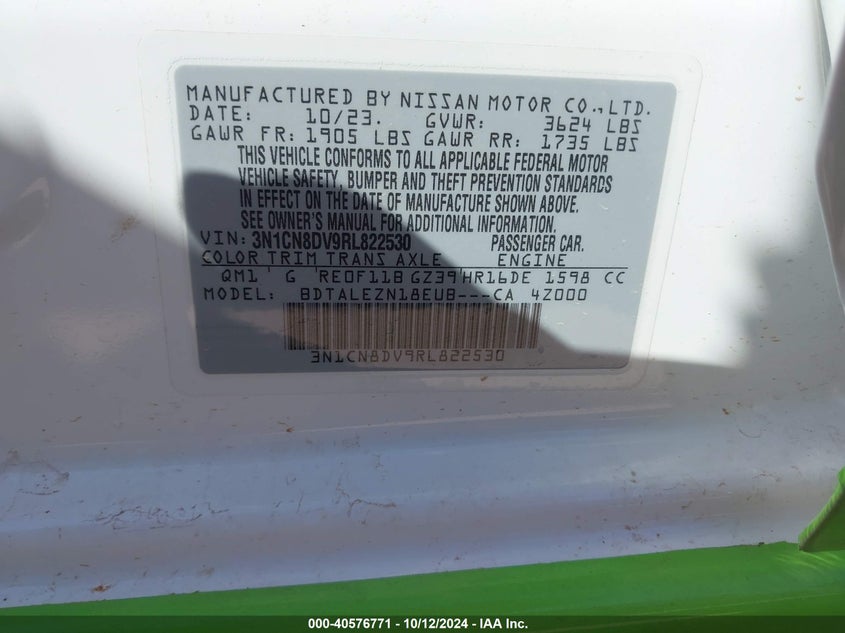 MANUFACTURED BY NISSAN MOTOR CO.,LTD.
DATE: 10/23. GVWR: 3624 LBS
GAWR FR: 1905 LBS GAWR RR: 1735 LBS
THIS VEHICLE CONFORMS TO ALL APPLICABLE FEDERAL MOTOR
VEHICLE SAFETY, BUMPER AND THEFT PREVENTION STANDARDS
IN EFFECT ON THE DATE OF MANUFACTURE SHOWN ABOVE.
SEE OWNER'S MANUAL FOR ADDITIONAL INFORMATION.
VIN: 3N1CN8DV9RL822530 PASSENGER CAR.
COLOR TRIM TRANS AXLE ENGINE
QM1 G RE0F11B GZ39 HR16DE 1598 CC
MODEL: BDTALEZN18EUB---CA 42000
3N1CN8DV9RL822530
000-40576771 - 10/12/2024 - IAA Inc.